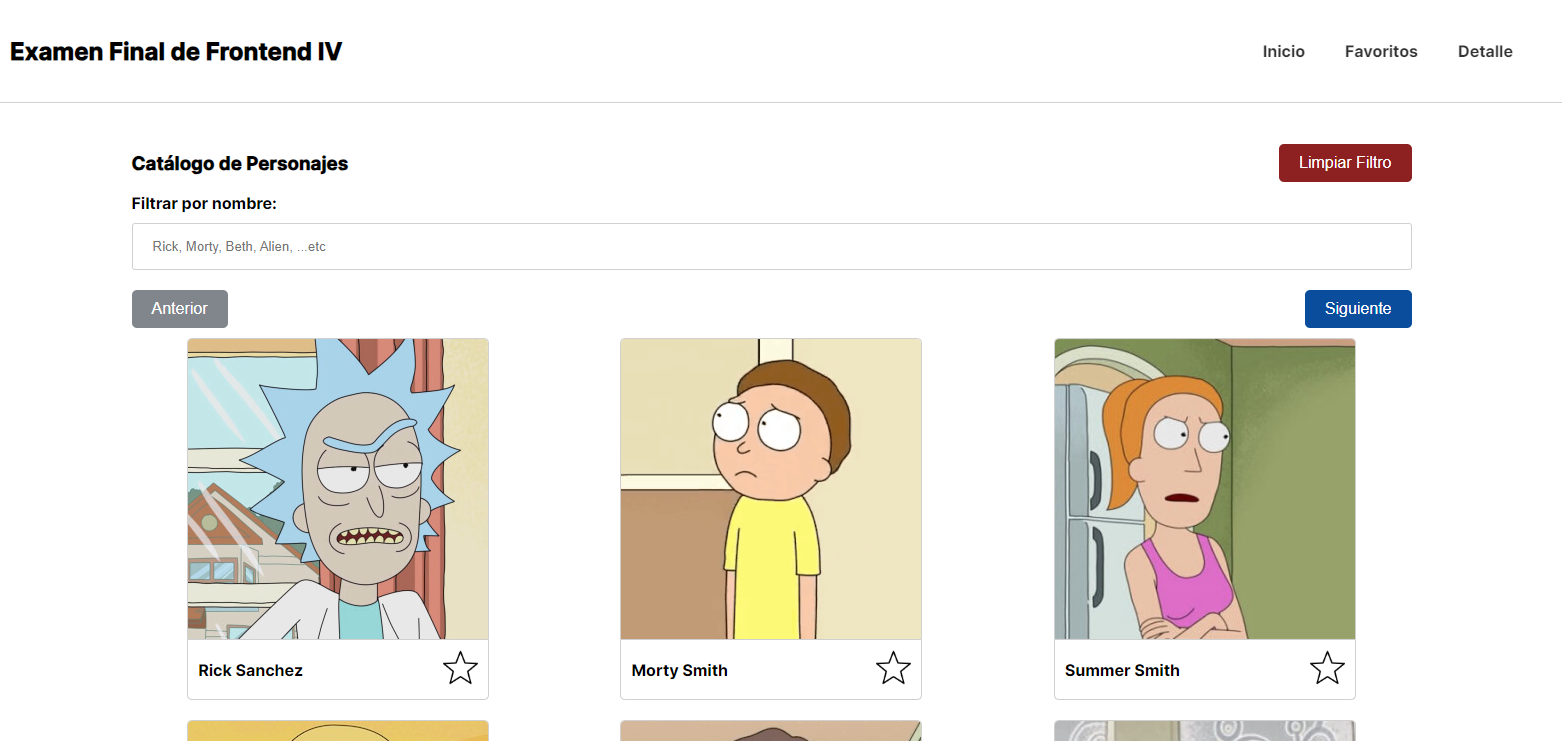 Examen Final de Frontend IV
Inicio Favoritos Detalle
Catálogo de Personajes
Limpiar Filtro
Filtrar por nombre:
Rick, Morty, Beth, Alien, ...etc
Anterior
Siguiente
Rick Sanchez
Morty Smith
Summer Smith